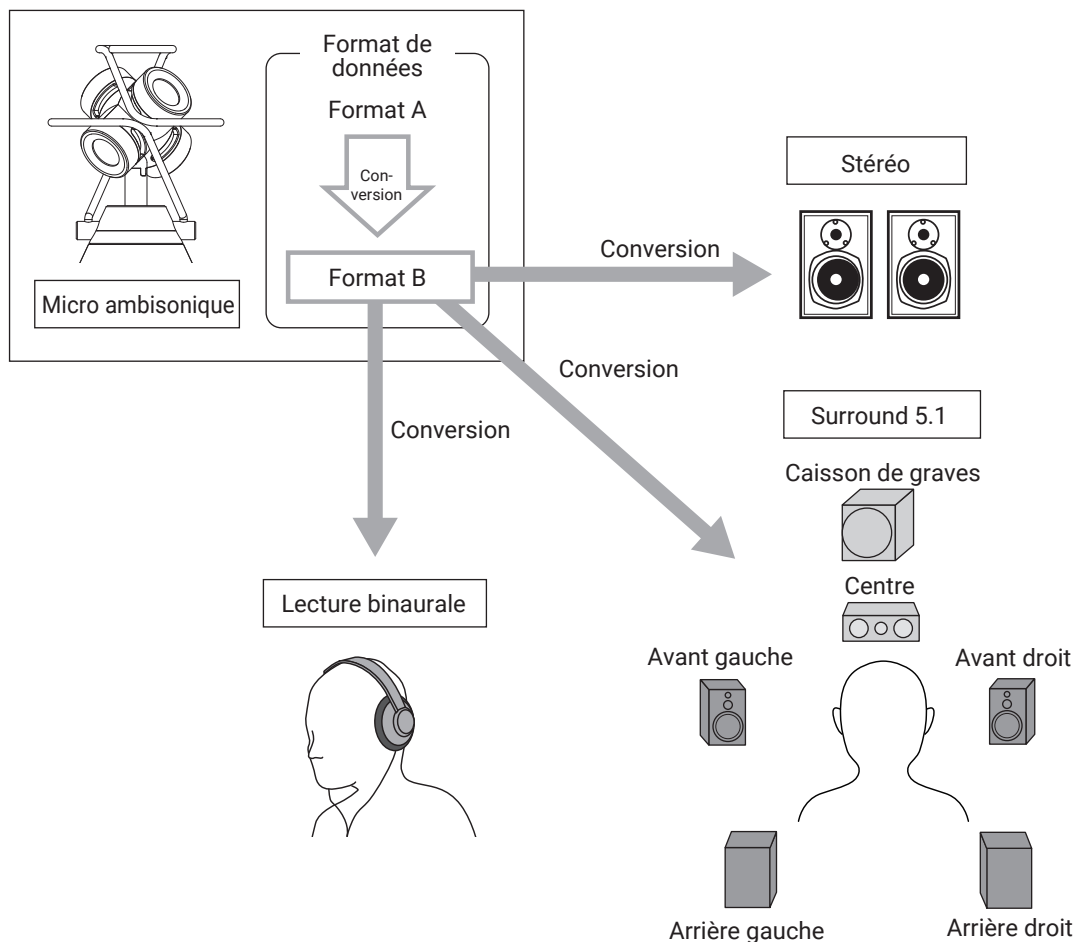 Format de
données
Format A
Con-
version
Format B
Micro ambisonique
Conversion
Stéréo
Conversion
Conversion
Surround 5.1
Caisson de graves
Centre
Lecture binaurale
Avant gauche
Avant droit
Arrière gauche
Arrière droit